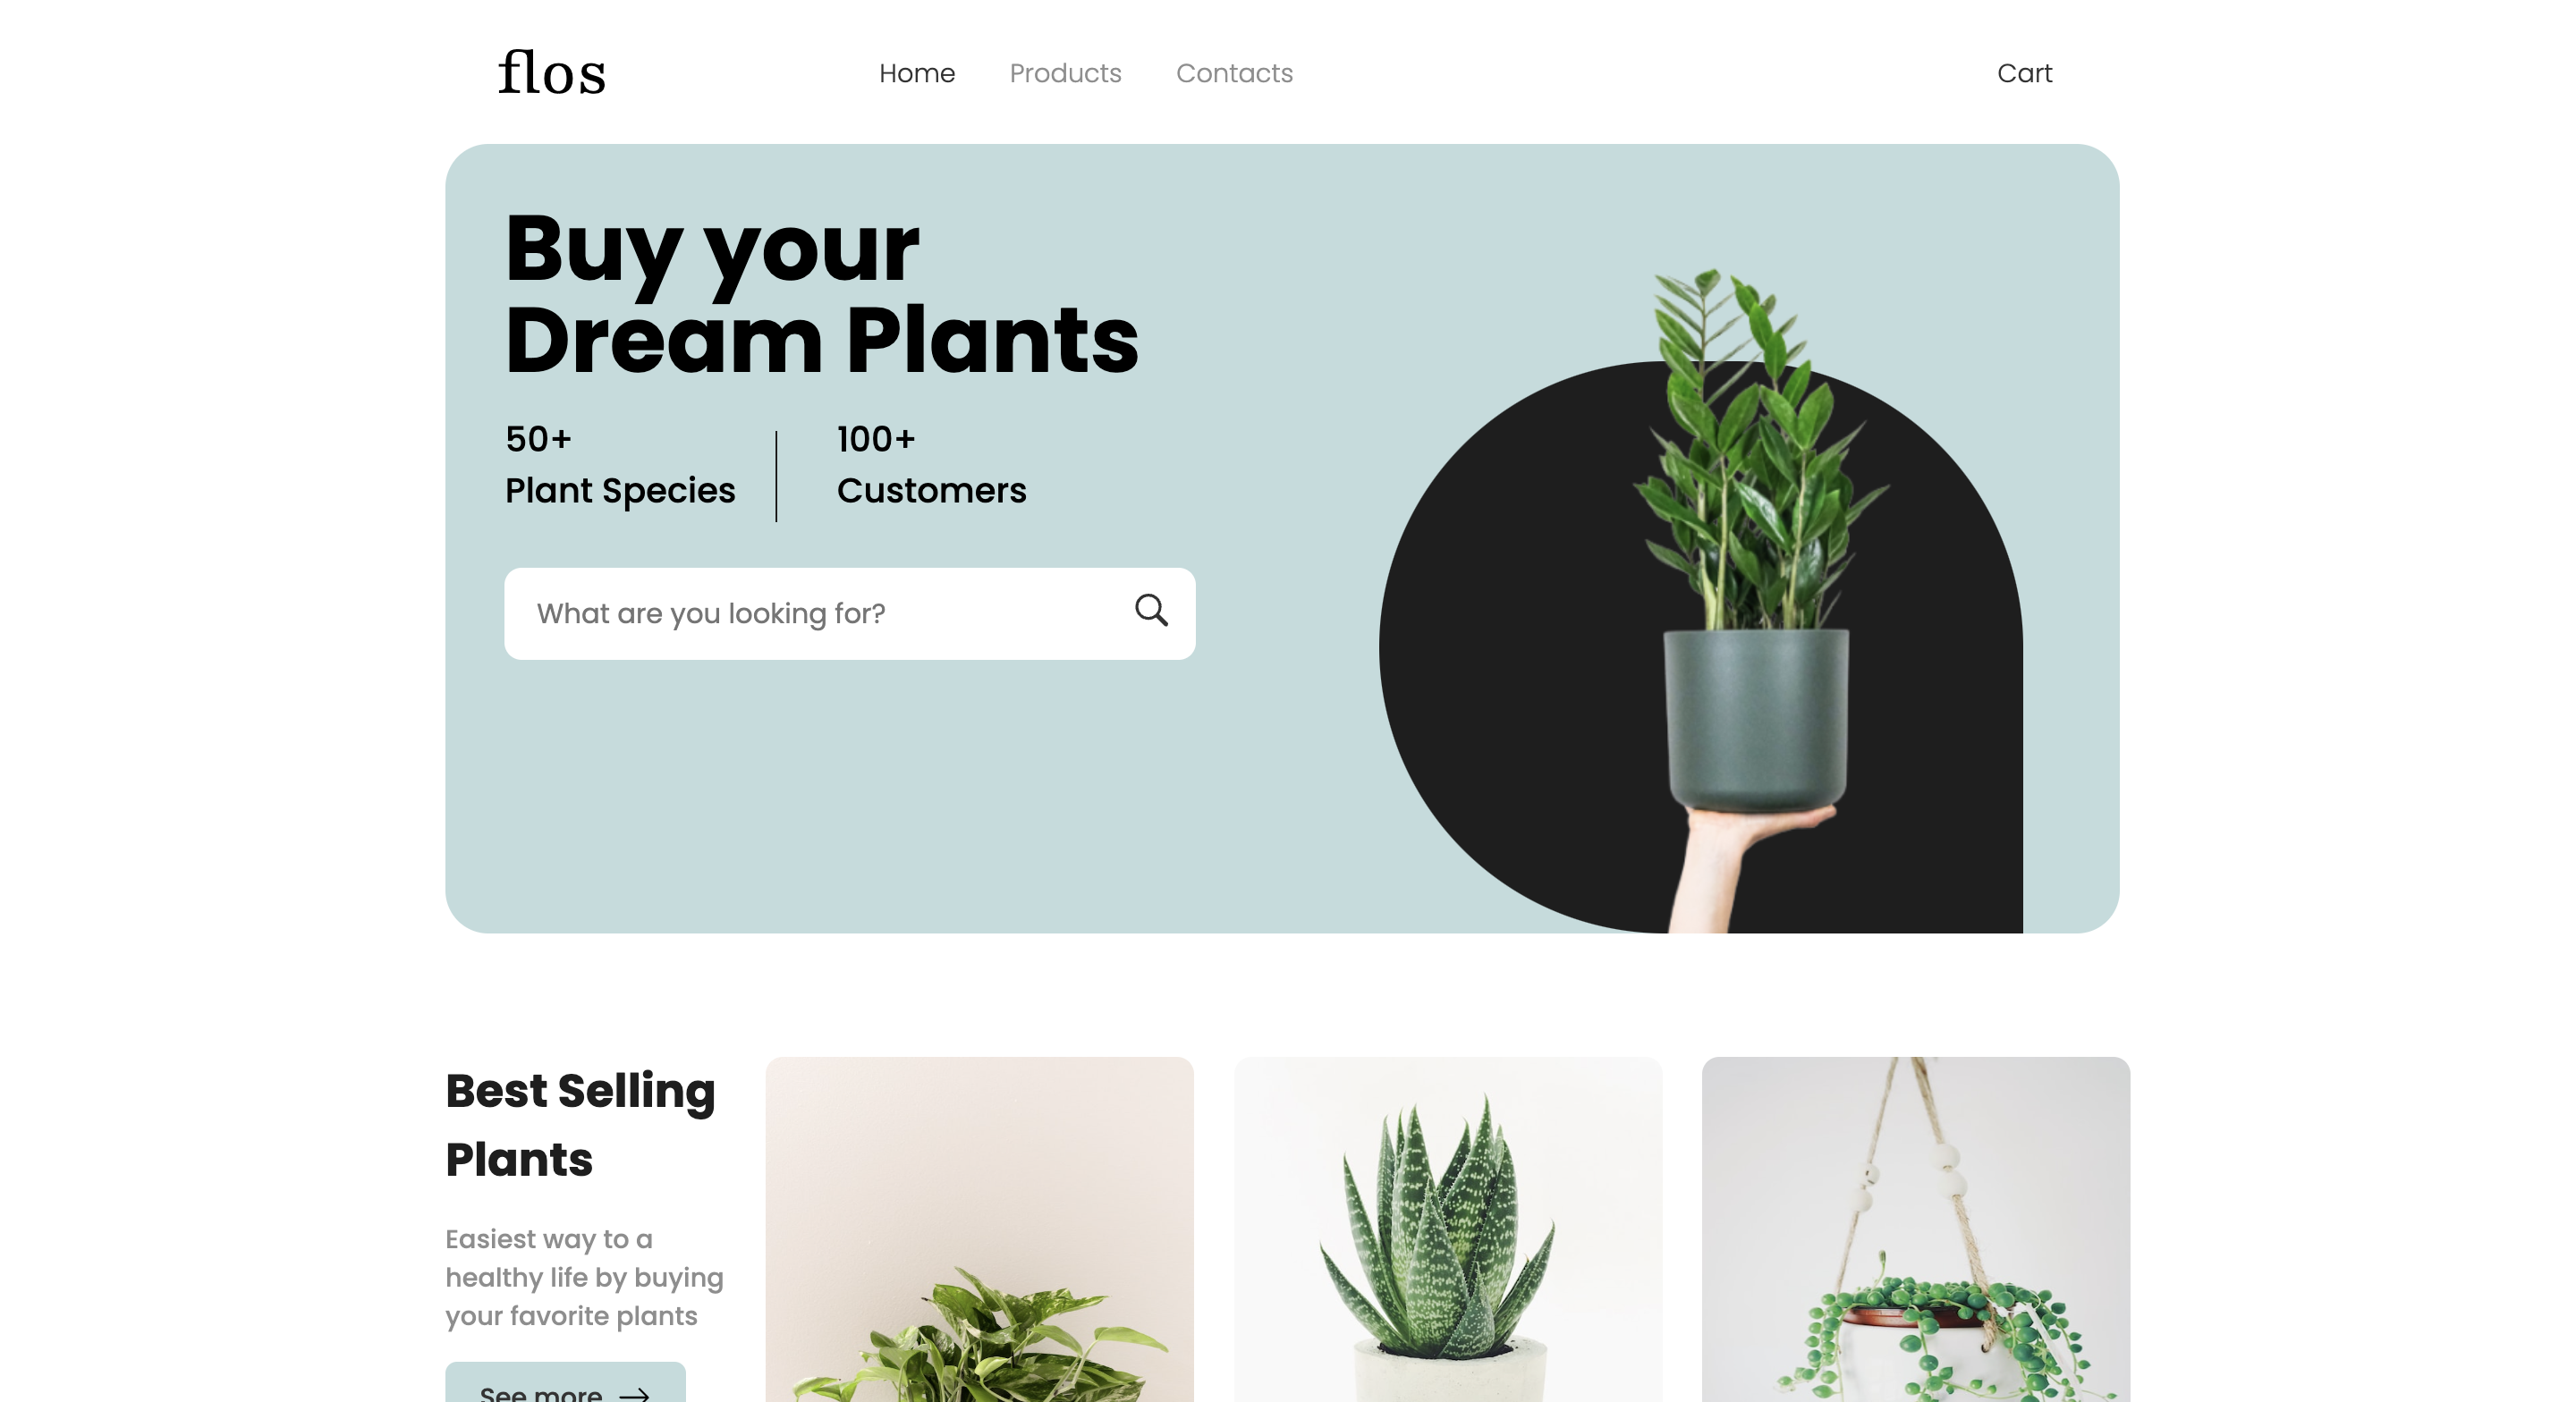 flos
Home
Products
Contacts
Cart
Buy your
Dream Plants
50+
Plant Species
100+
Customers
What are you looking for?
Best Selling
Plants
Easiest way to a
healthy life by buying
your favorite plants
See more